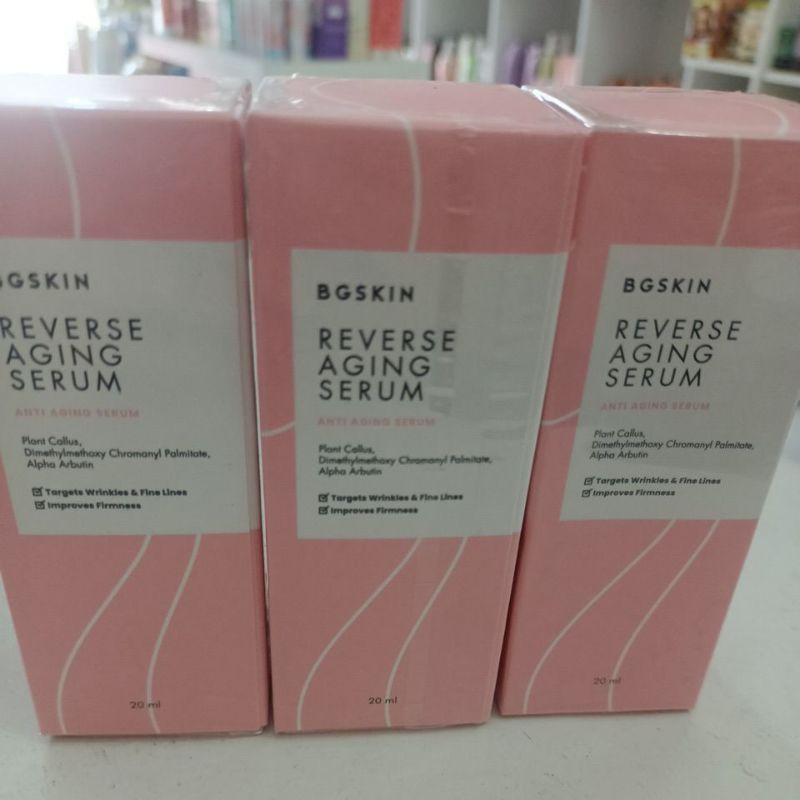 BGSKIN
REVERSE
AGING
SERUM
ANTI AGING SERUM
Plant Callus,
Dimethylmethoxy Chromanyl Palmitate,
Alpha Arbutin
Targets Wrinkles & Fine Lines
Improves Firmness
20 ml
BGSKIN
REVERSE
AGING
SERUM
ANTI AGING SERUM
Plant Callus,
Dimethylmethoxy Chromanyl Palmitate,
Alpha Arbutin
Targets Wrinkles & Fine Lines
Improves Firmness
20 ml
BGSKIN
REVERSE
AGING
SERUM
ANTI AGING SERUM
Plant Callus,
Dimethylmethoxy Chromanyl Palmitate,
Alpha Arbutin
Targets Wrinkles & Fine Lines
Improves Firmness
20 ml